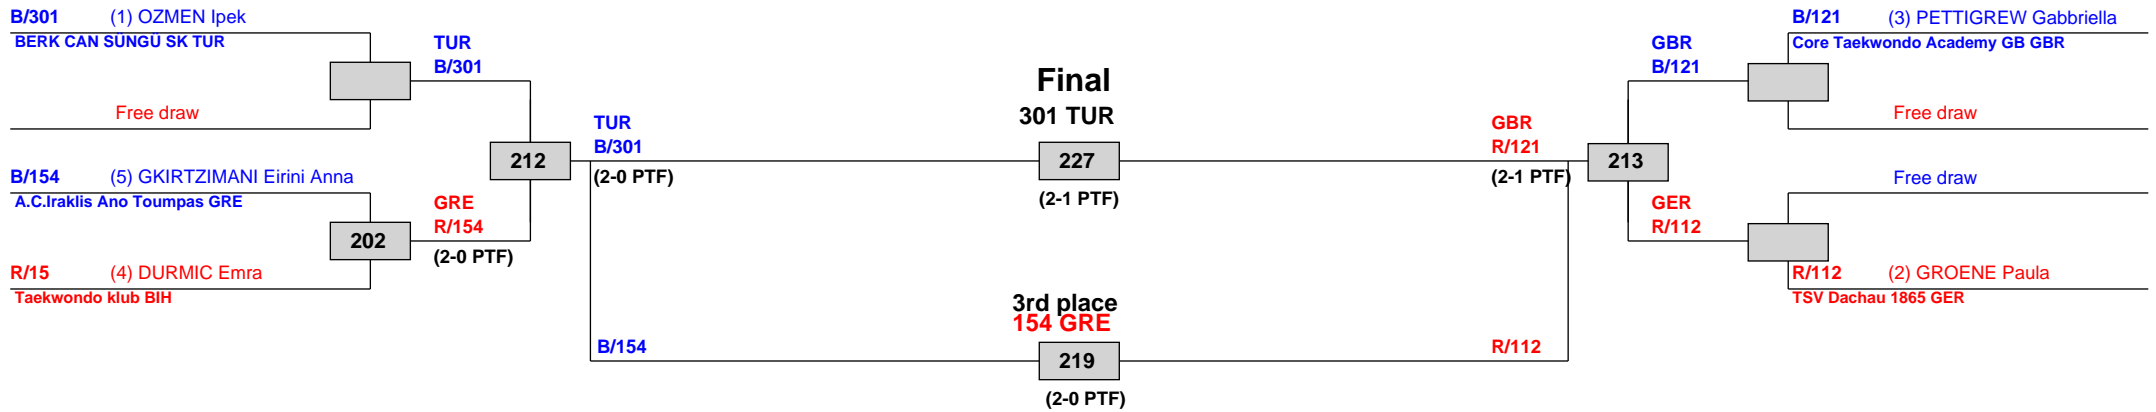 B/301 (1) OZMEN Ipek
BERK CAN SÜNGÜ SK TUR
Free draw
B/154 (5) GKIRTZIMANI Eirini Anna
A.C.Iraklis Ano Toumpas GRE
R/15 (4) DURMIC Emra
Taekwondo klub BIH
202
TUR
B/301
GRE
R/154
(2-0 PTF)
212
TUR
B/301
(2-0 PTF)
B/154
Final
301 TUR
227
(2-1 PTF)
3rd place
154 GRE
219
(2-0 PTF)
GBR
R/121
(2-1 PTF)
R/112
213
GBR
B/121
GER
R/112
B/121 (3) PETTIGREW Gabbriella
Core Taekwondo Academy GB GBR
Free draw
Free draw
R/112 (2) GROENE Paula
TSV Dachau 1865 GER